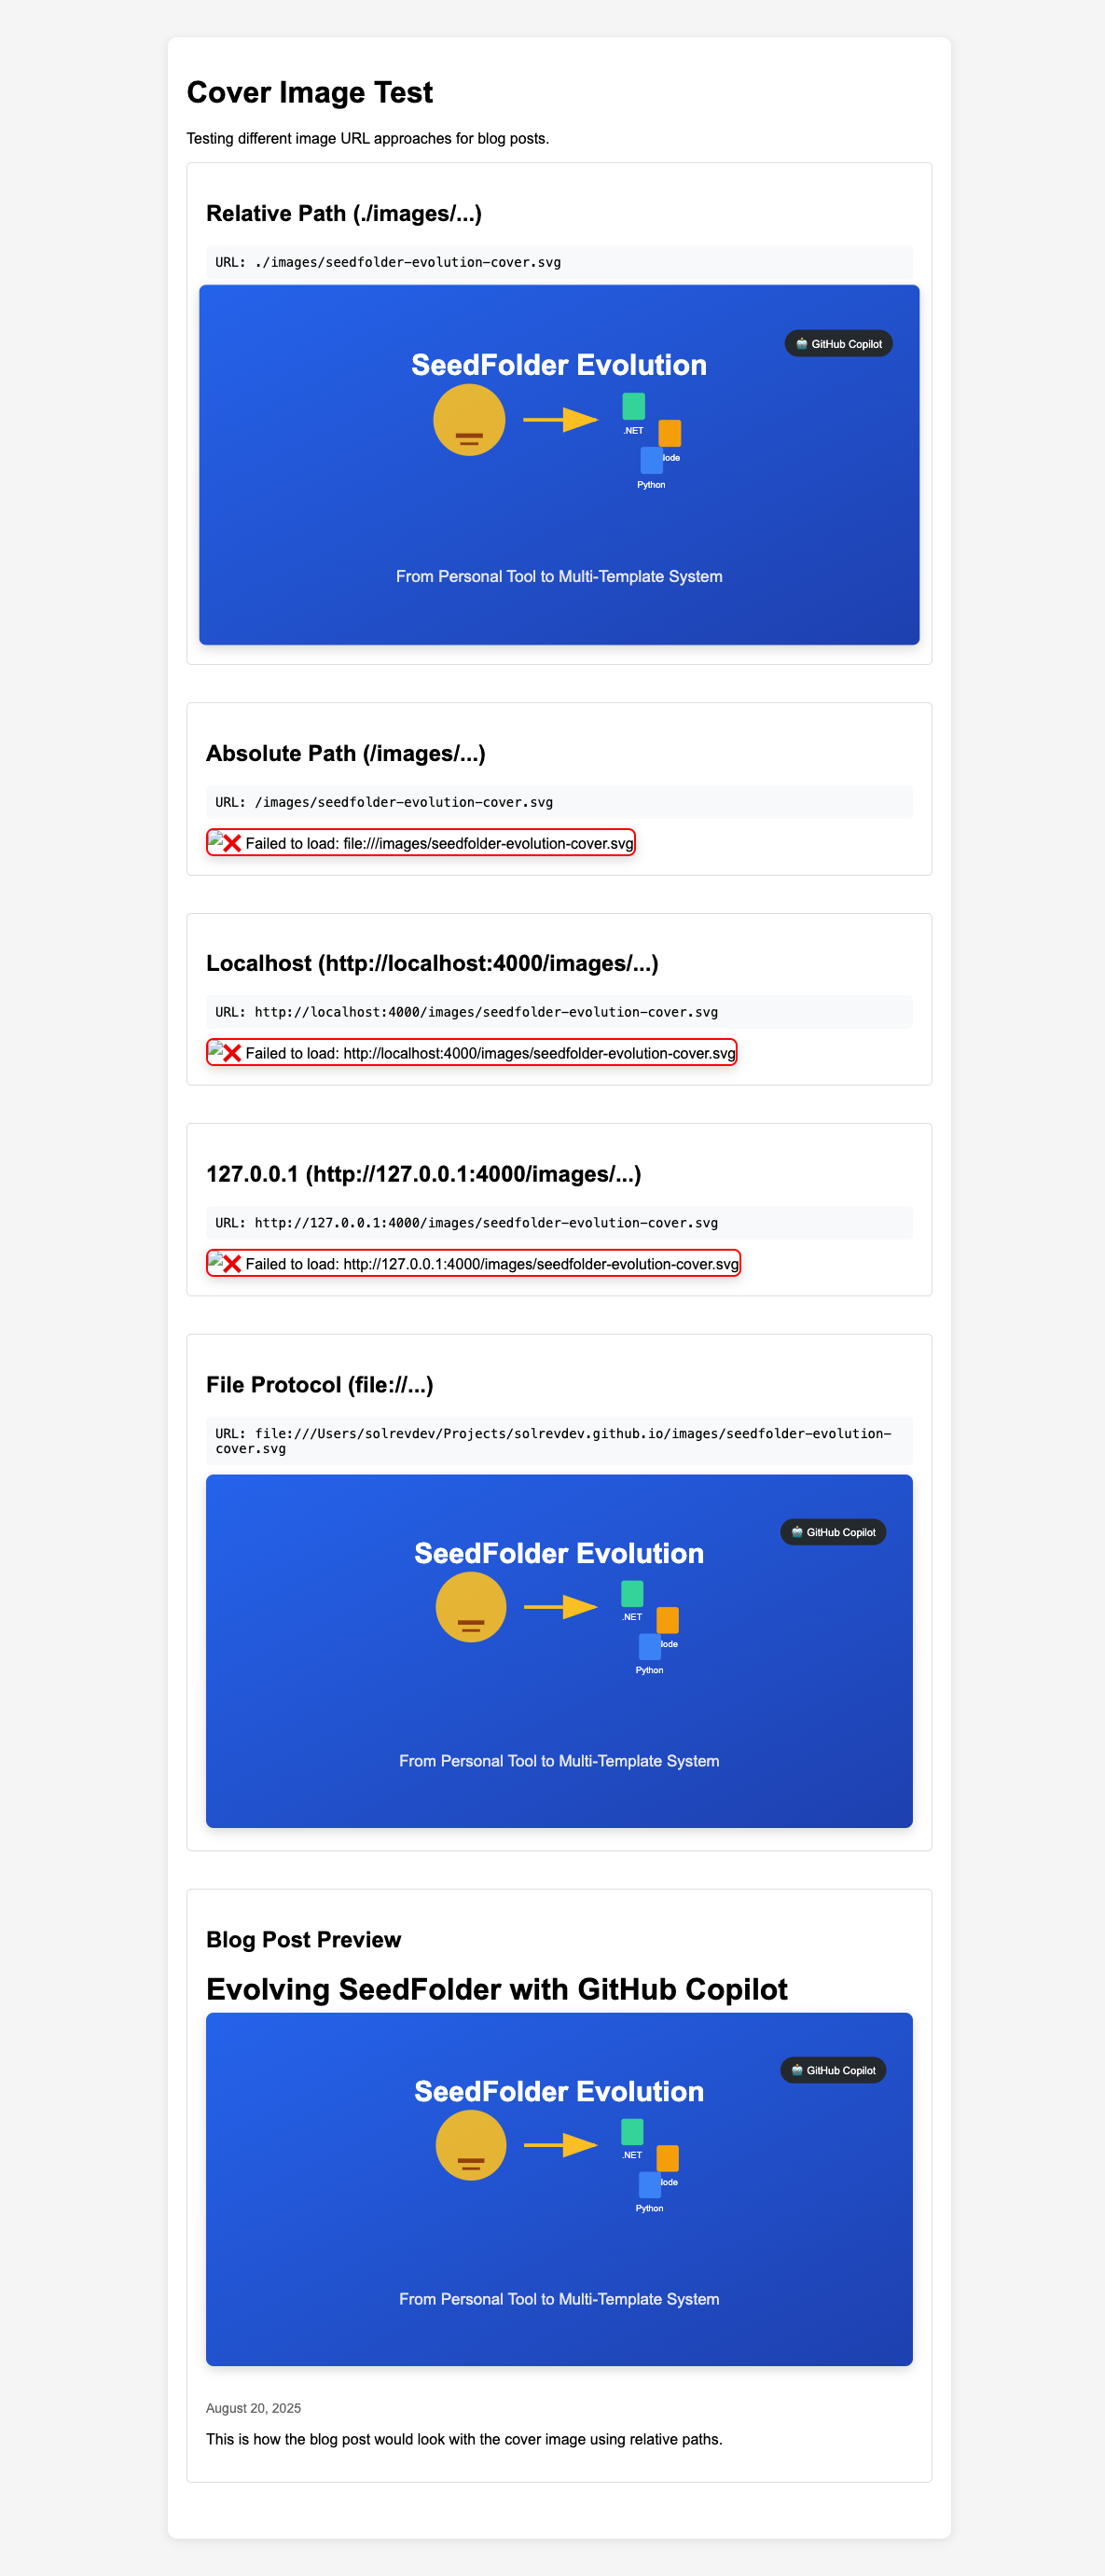 Cover Image Test
Testing different image URL approaches for blog posts.
Relative Path (./images/...)
URL: ./images/seedfolder-evolution-cover.svg
🤖 GitHub Copilot
SeedFolder Evolution
.NET
Python
From Personal Tool to Multi-Template System
Absolute Path (/images/...)
URL: /images/seedfolder-evolution-cover.svg
❌ Failed to load: file:///images/seedfolder-evolution-cover.svg
Localhost (http://localhost:4000/images/...)
URL: http://localhost:4000/images/seedfolder-evolution-cover.svg
❌ Failed to load: http://localhost:4000/images/seedfolder-evolution-cover.svg
127.0.0.1 (http://127.0.0.1:4000/images/...)
URL: http://127.0.0.1:4000/images/seedfolder-evolution-cover.svg
❌ Failed to load: http://127.0.0.1:4000/images/seedfolder-evolution-cover.svg
File Protocol (file://...)
URL: file:///Users/solrevdev/Projects/solrevdev.github.io/images/seedfolder-evolution-
cover.svg
🤖 GitHub Copilot
SeedFolder Evolution
.NET
Python
From Personal Tool to Multi-Template System
Blog Post Preview
Evolving SeedFolder with GitHub Copilot
🤖 GitHub Copilot
SeedFolder Evolution
.NET
Python
From Personal Tool to Multi-Template System
August 20, 2025
This is how the blog post would look with the cover image using relative paths.